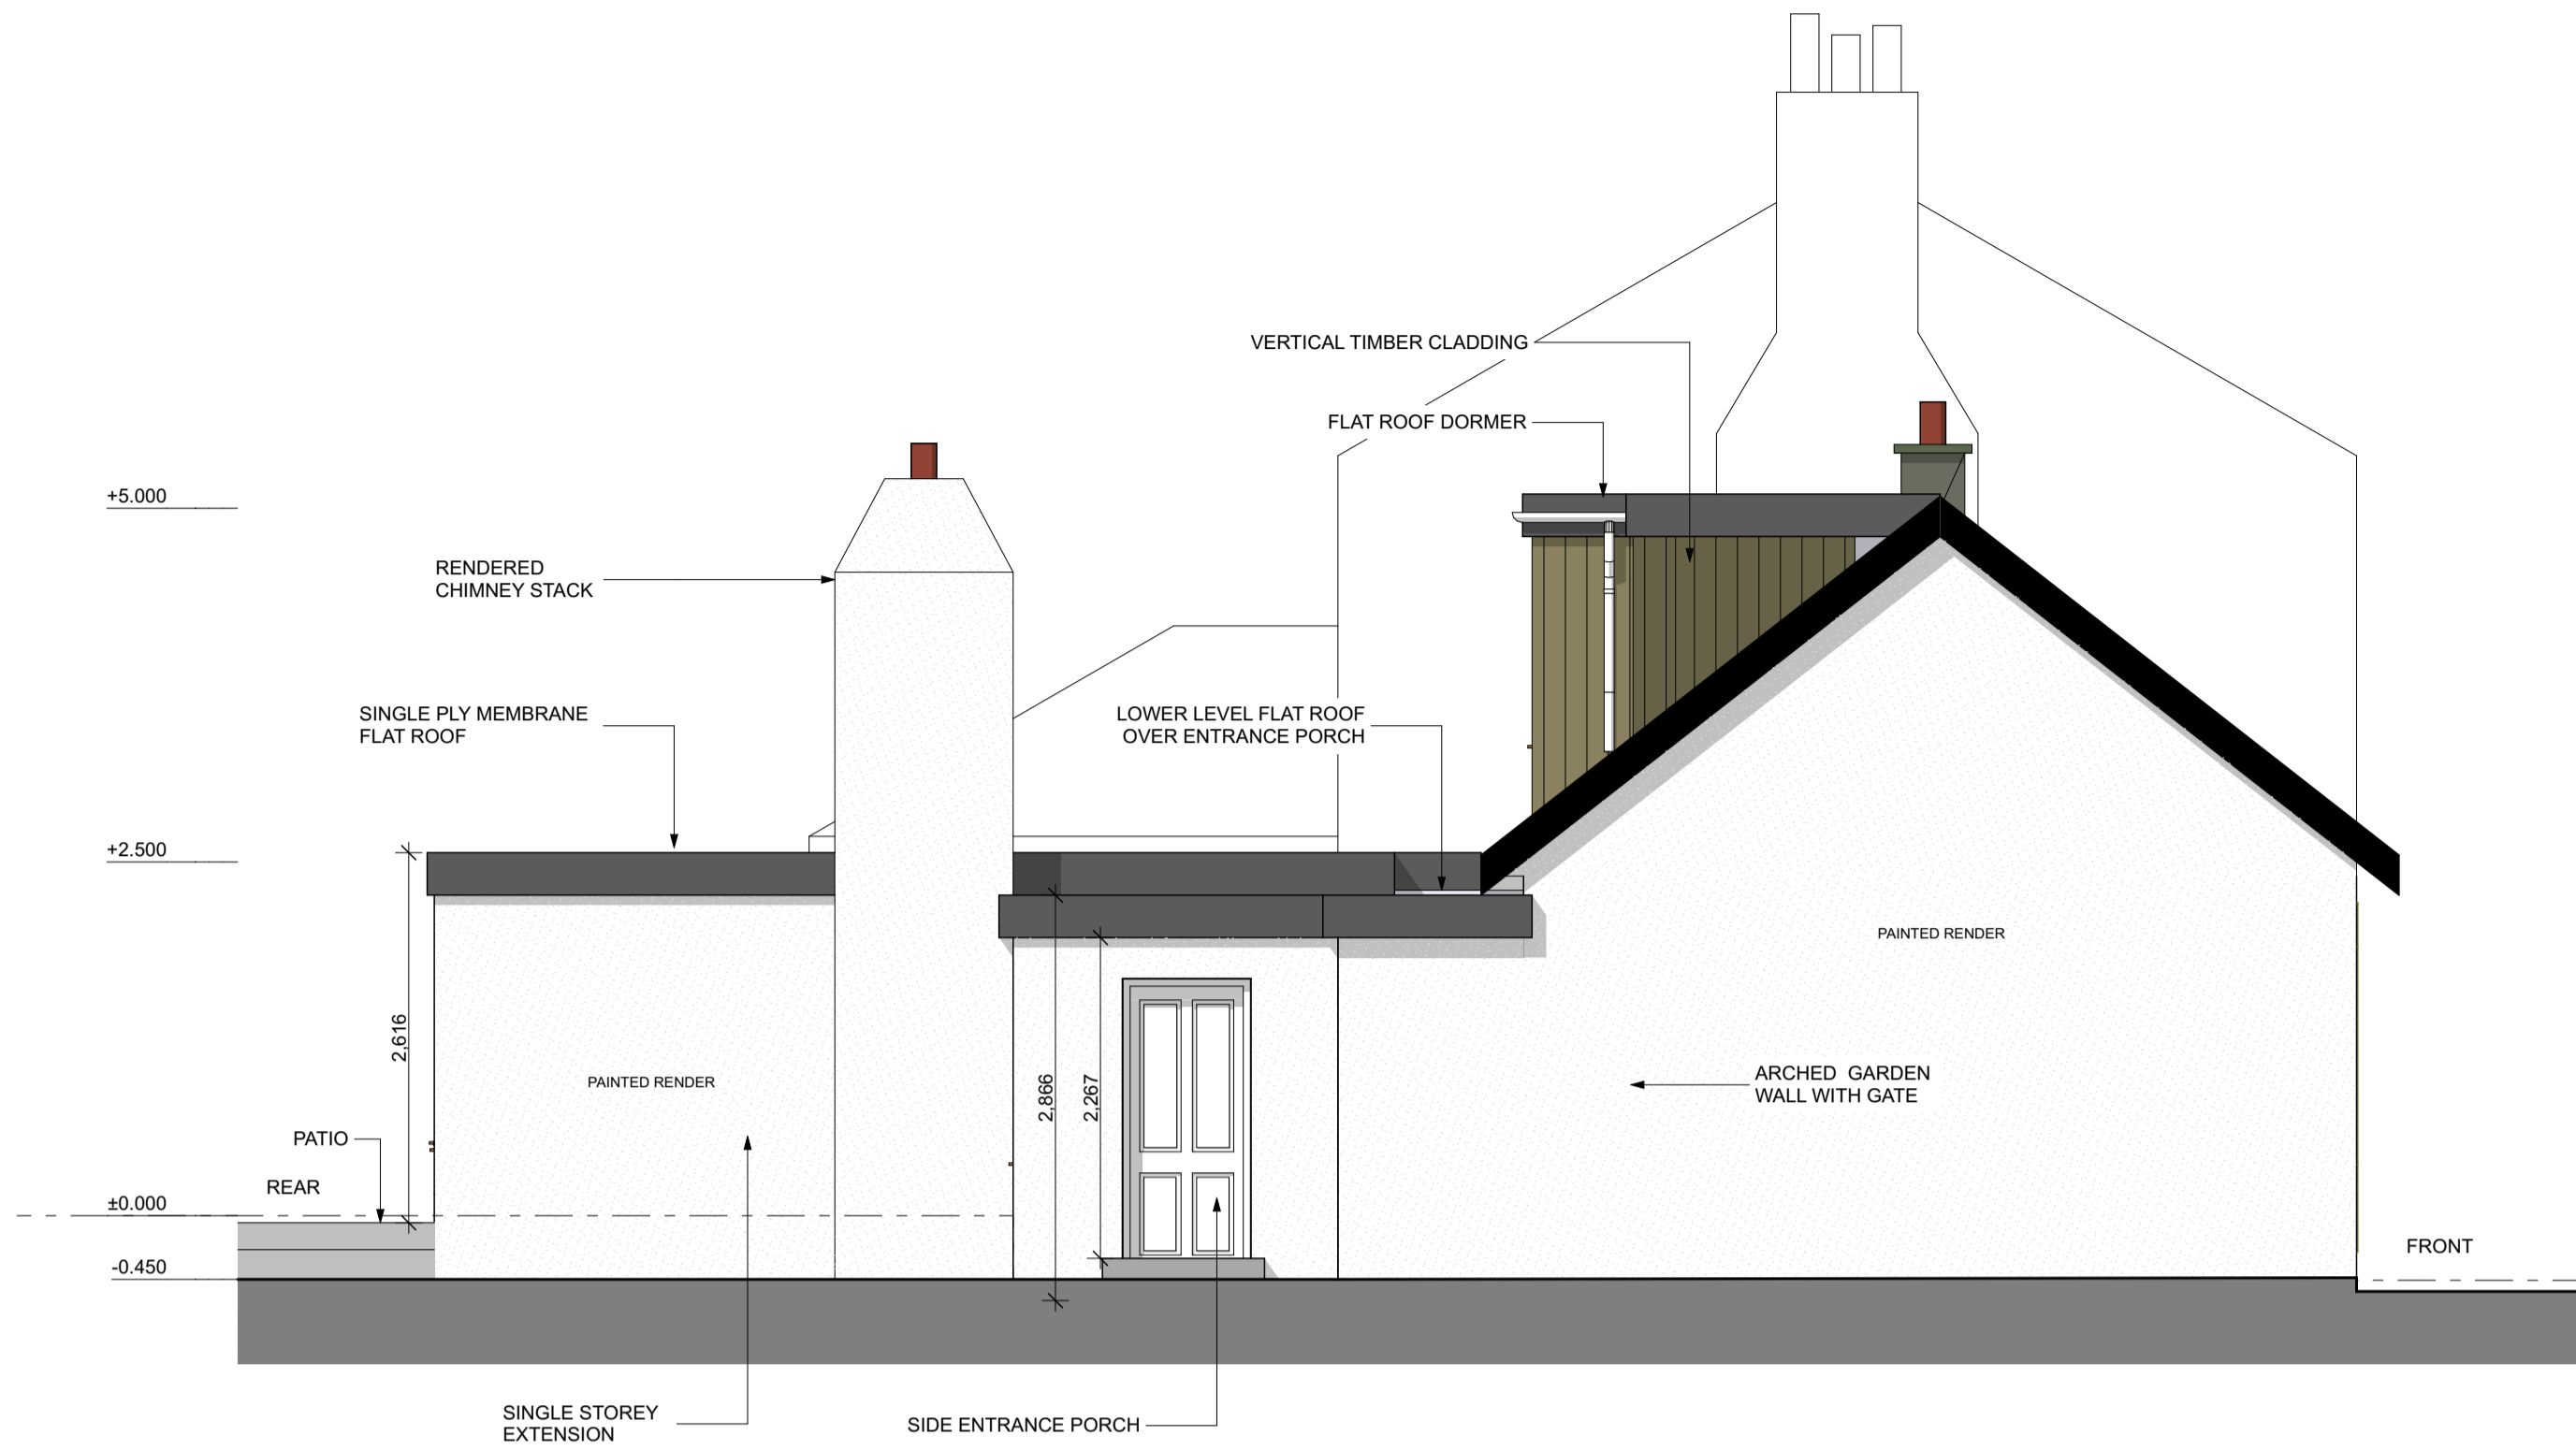 VERTICAL TIMBER CLADDING
FLAT ROOF DORMER
+5.000
RENDERED
CHIMNEY STACK
SINGLE PLY MEMBRANE
FLAT ROOF
LOWER LEVEL FLAT ROOF
OVER ENTRANCE PORCH
+2.500
PAINTED RENDER
2,616
2,866
2,267
PAINTED RENDER
ARCHED GARDEN
WALL WITH GATE
PATIO
REAR
±0.000
FRONT
-0.450
SINGLE STOREY
EXTENSION
SIDE ENTRANCE PORCH